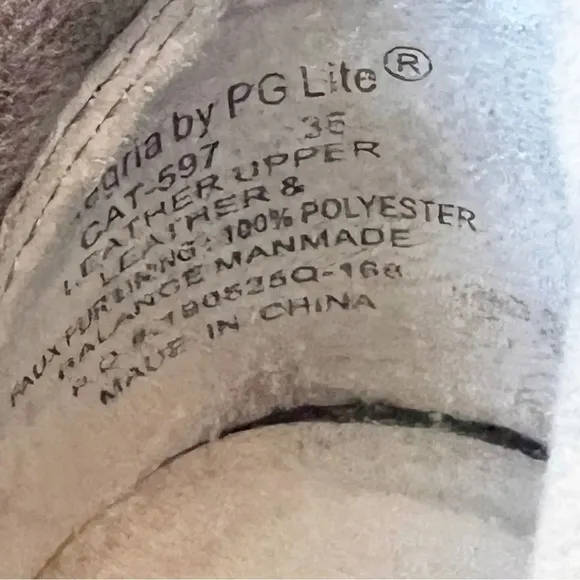 egria by PG Lite®
CAT-597 36
LEATHER UPPER
LEATHER &
FAUX FUR LINING: 100% POLYESTER
BALANCE MANMADE
MADE IN CHINA